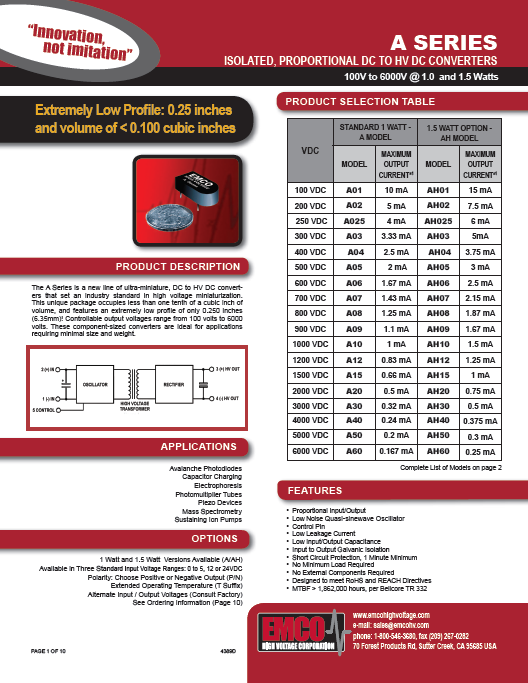 "Innovation,
not imitation"
A SERIES
ISOLATED, PROPORTIONAL DC TO HV DC CONVERTERS
100V to 6000V @ 1.0 and 1.5 Watts
Extremely Low Profile: 0.25 inches
and volume of < 0.100 cubic inches
EMCO
PRODUCT DESCRIPTION
The A Series is a new line of ultra-miniature, DC to HV DC convert-
ers that set an industry standard in high voltage miniaturization.
This unique package occupies less than one tenth of a cubic inch of
volume, and features an extremely low profile of only 0.250 inches
(6.35mm)! Controllable output voltages range from 100 volts to 6000
volts. These component-sized converters are ideal for applications
requiring minimal size and weight.
2 (+) IN
1 (-) IN
5 CONTROL
+
OSCILLATOR
HIGH VOLTAGE
TRANSFORMER
RECTIFIER
3 (+) HV OUT
4 (-) HV OUT
APPLICATIONS
Avalanche Photodiodes
Capacitor Charging
Electrophoresis
Photomultiplier Tubes
Piezo Devices
Mass Spectrometry
Sustaining Ion Pumps
OPTIONS
1 Watt and 1.5 Watt Versions Available (A/AH)
Available in Three Standard Input Voltage Ranges: 0 to 5, 12 or 24VDC
Polarity: Choose Positive or Negative Output (P/N)
Extended Operating Temperature (T Suffix)
Alternate Input / Output Voltages (Consult Factory)
See Ordering Information (Page 10)
PAGE 1 OF 10 4389D
PRODUCT SELECTION TABLE
VDC
STANDARD 1 WATT -
A MODEL
1.5 WATT OPTION -
AH MODEL
MODEL
MAXIMUM
OUTPUT
CURRENT*¹
MODEL
MAXIMUM
OUTPUT
CURRENT*¹
100 VDC A01 10 mA AH01 15 mA
200 VDC A02 5 mA AH02 7.5 mA
250 VDC A025 4 mA AH025 6 mA
300 VDC A03 3.33 mA AH03 5mA
400 VDC A04 2.5 mA AH04 3.75 mA
500 VDC A05 2 mA AH05 3 mA
600 VDC A06 1.67 mA AH06 2.5 mA
700 VDC A07 1.43 mA AH07 2.15 mA
800 VDC A08 1.25 mA AH08 1.87 mA
900 VDC A09 1.1 mA AH09 1.67 mA
1000 VDC A10 1 mA AH10 1.5 mA
1200 VDC A12 0.83 mA AH12 1.25 mA
1500 VDC A15 0.66 mA AH15 1 mA
2000 VDC A20 0.5 mA AH20 0.75 mA
3000 VDC A30 0.32 mA AH30 0.5 mA
4000 VDC A40 0.24 mA AH40 0.375 mA
5000 VDC A50 0.2 mA AH50 0.3 mA
6000 VDC A60 0.167 mA AH60 0.25 mA
Complete List of Models on page 2
FEATURES
• Proportional Input/Output
• Low Noise Quasi-sinewave Oscillator
• Control Pin
• Low Leakage Current
• Low Input/Output Capacitance
• Input to Output Galvanic Isolation
• Short Circuit Protection, 1 Minute Minimum
• No Minimum Load Required
• No External Components Required
• Designed to meet RoHS and REACH Directives
• MTBF > 1,862,000 hours, per Bellcore TR 332
EMCO
HIGH VOLTAGE CORPORATION
www.emcohighvoltage.com
e-mail: sales@emcohv.com
phone: 1-800-546-3680, fax (209) 267-0282
70 Forest Products Rd, Sutter Creek, CA 95685 USA